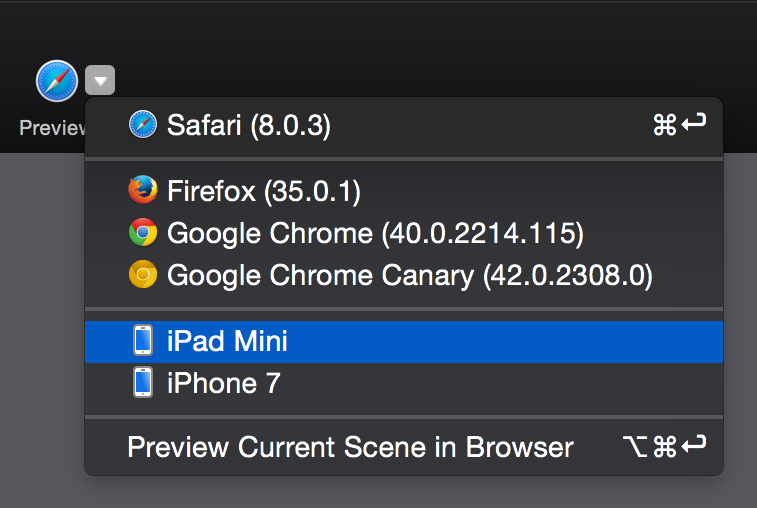 Preview
Safari (8.0.3) ⌘↩
Firefox (35.0.1)
Google Chrome (40.0.2214.115)
Google Chrome Canary (42.0.2308.0)
iPad Mini
iPhone 7
Preview Current Scene in Browser ⌥⌘↩